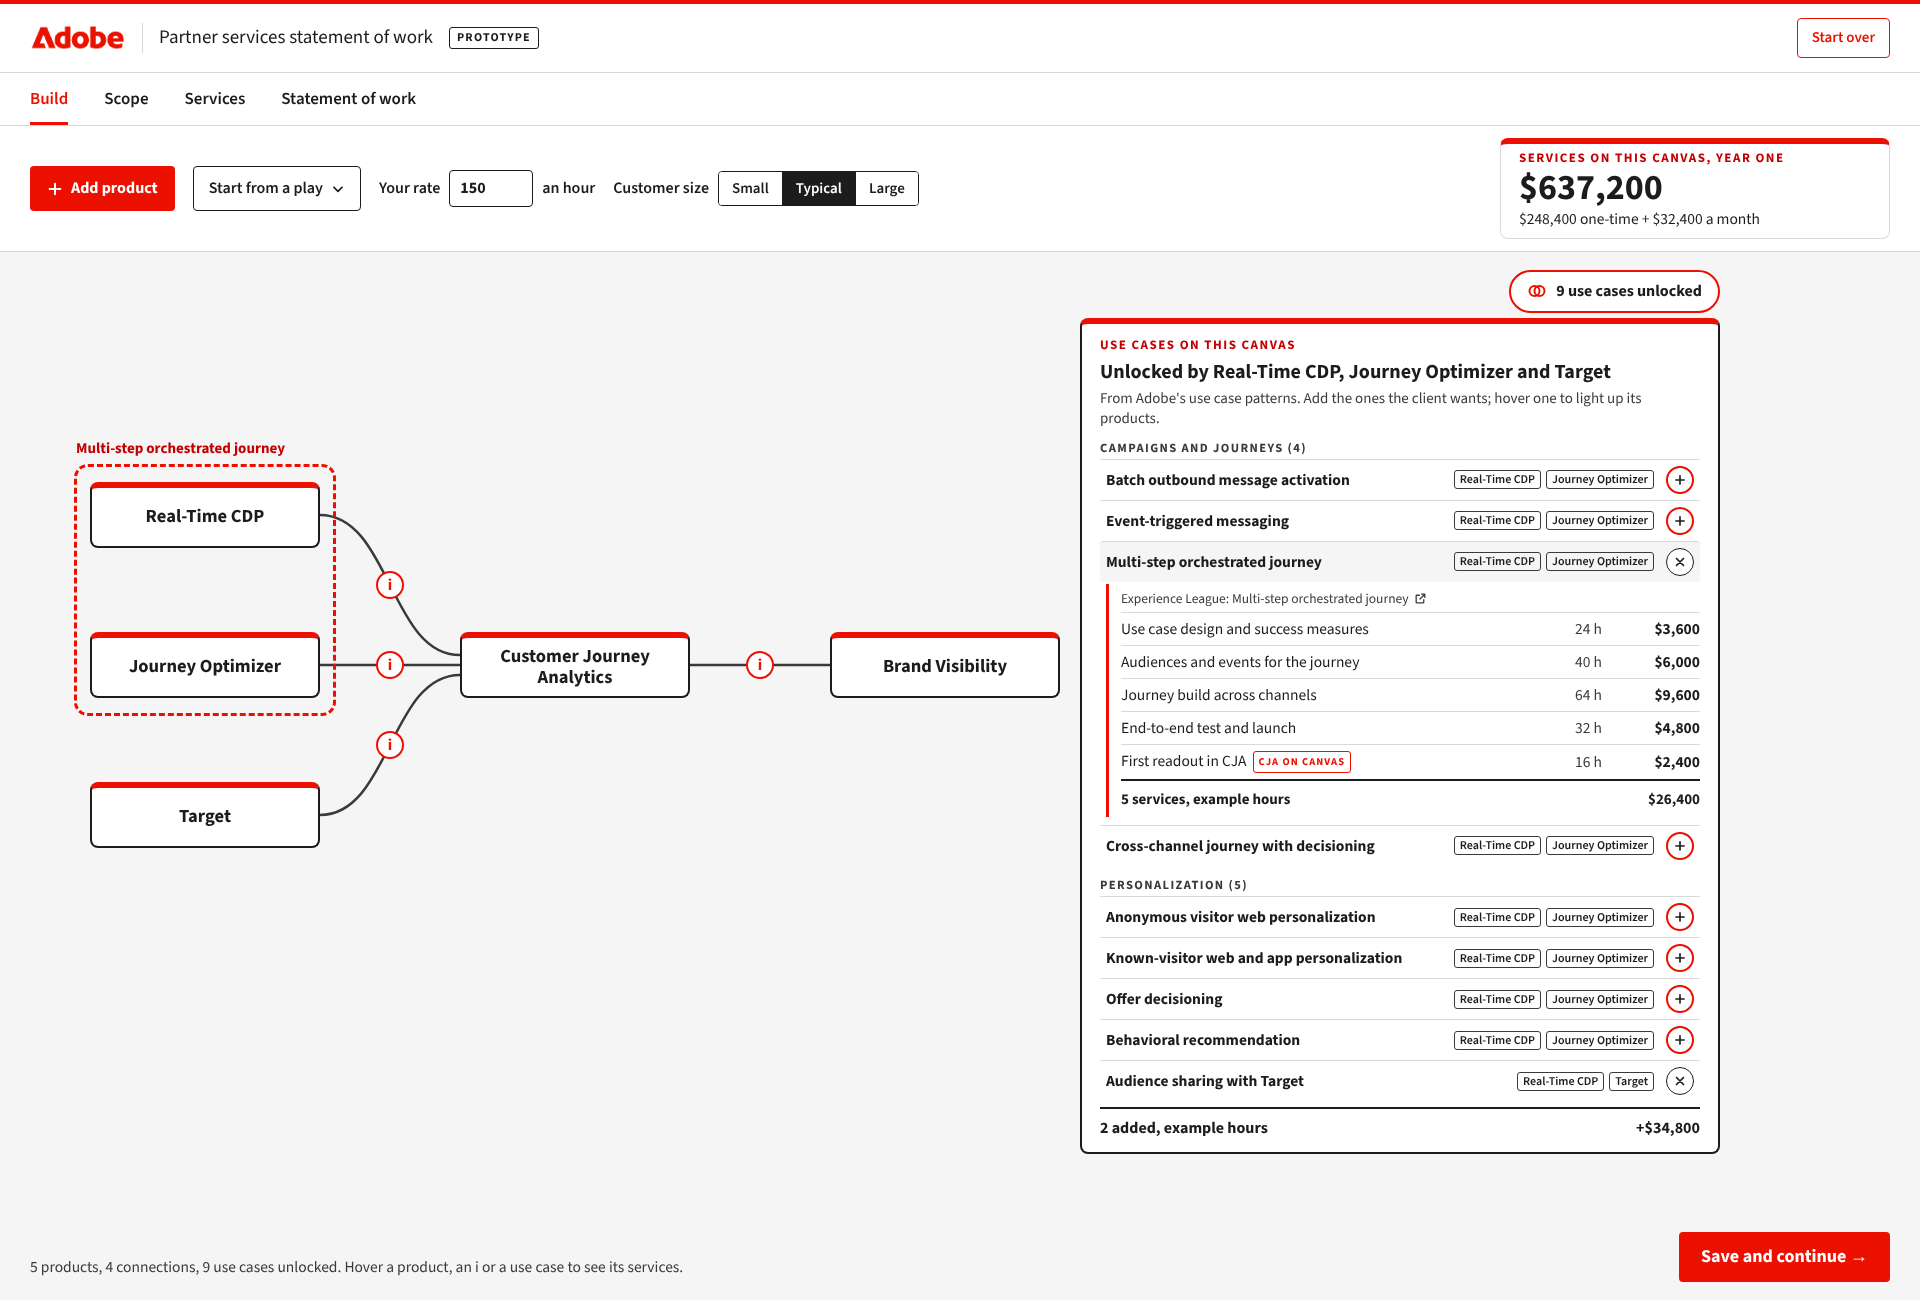 Adobe
Partner services statement of work
PROTOTYPE
Start over
Build
Scope
Services
Statement of work
Add product
Start from a play
Your rate
150
an hour
Customer size
Small
Typical
Large
SERVICES ON THIS CANVAS, YEAR ONE
$637,200
$248,400 one-time + $32,400 a month
9 use cases unlocked
Multi-step orchestrated journey
Real-Time CDP
Journey Optimizer
Target
i
i
i
Customer Journey
Analytics
i
Brand Visibility
USE CASES ON THIS CANVAS
Unlocked by Real-Time CDP, Journey Optimizer and Target
From Adobe's use case patterns. Add the ones the client wants; hover one to light up its
products.
CAMPAIGNS AND JOURNEYS (4)
Batch outbound message activation Real-Time CDP Journey Optimizer
Event-triggered messaging Real-Time CDP Journey Optimizer
Multi-step orchestrated journey Real-Time CDP Journey Optimizer
Experience League: Multi-step orchestrated journey
Use case design and success measures 24 h $3,600
Audiences and events for the journey 40 h $6,000
Journey build across channels 64 h $9,600
End-to-end test and launch 32 h $4,800
First readout in CJA CJA ON CANVAS 16 h $2,400
5 services, example hours $26,400
Cross-channel journey with decisioning Real-Time CDP Journey Optimizer
PERSONALIZATION (5)
Anonymous visitor web personalization Real-Time CDP Journey Optimizer
Known-visitor web and app personalization Real-Time CDP Journey Optimizer
Offer decisioning Real-Time CDP Journey Optimizer
Behavioral recommendation Real-Time CDP Journey Optimizer
Audience sharing with Target Real-Time CDP Target
2 added, example hours +$34,800
5 products, 4 connections, 9 use cases unlocked. Hover a product, an i or a use case to see its services.
Save and continue →